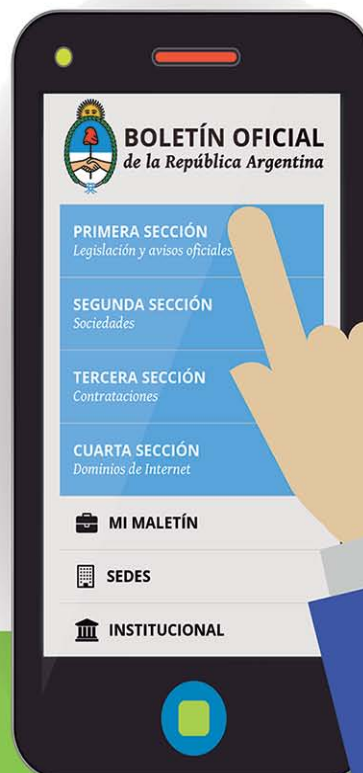 BOLETÍN OFICIAL
de la República Argentina
PRIMERA SECCIÓN
Legislación y avisos oficiales
SEGUNDA SECCIÓN
Sociedades
TERCERA SECCIÓN
Contrataciones
CUARTA SECCIÓN
Dominios de Internet
MI MALETÍN
SEDES
INSTITUCIONAL